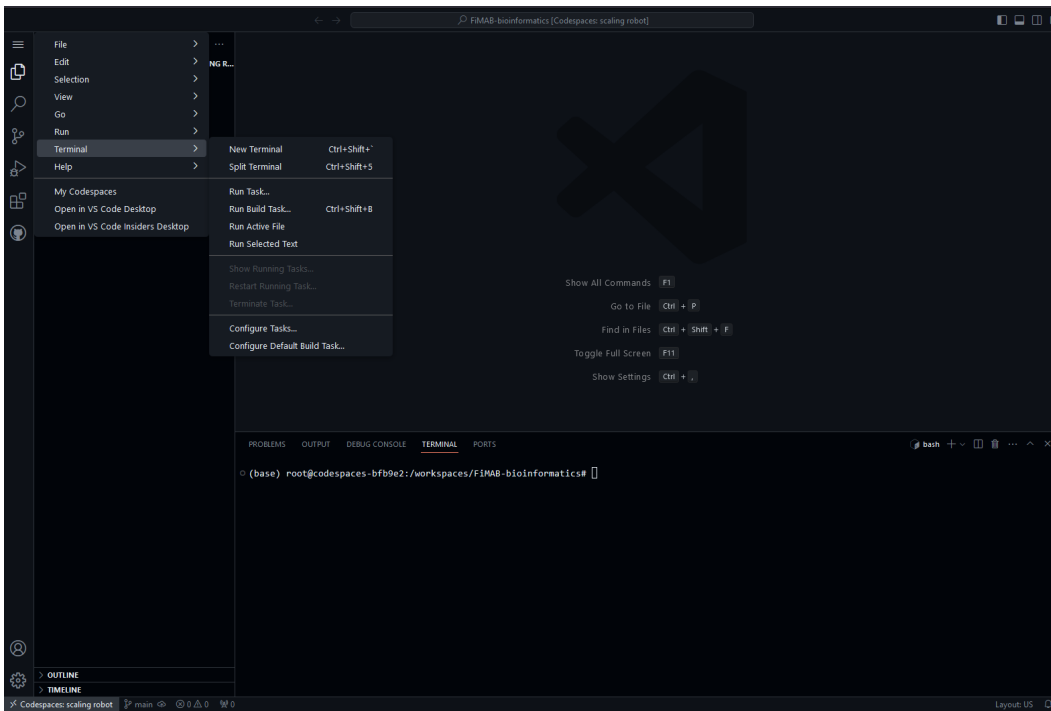 FiMAB-bioinformatics [Codespaces: scaling robot]
File
Edit
Selection
View
Go
Run
Terminal
Help
My Codespaces
Open in VS Code Desktop
Open in VS Code Insiders Desktop
... NG R...
New Terminal Ctrl+Shift+`
Split Terminal Ctrl+Shift+5
Run Task...
Run Build Task... Ctrl+Shift+B
Run Active File
Run Selected Text
Show Running Tasks...
Restart Running Task...
Terminate Task...
Configure Tasks...
Configure Default Build Task...
Show All Commands F1
Go to File Ctrl + P
Find in Files Ctrl + Shift + F
Toggle Full Screen F11
Show Settings Ctrl + ,
PROBLEMS OUTPUT DEBUG CONSOLE TERMINAL PORTS bash
(base) root@codespaces-bfb9e2:/workspaces/FiMAB-bioinformatics#
OUTLINE
TIMELINE
Codespaces: scaling robot main 0 0 0 Layout: US